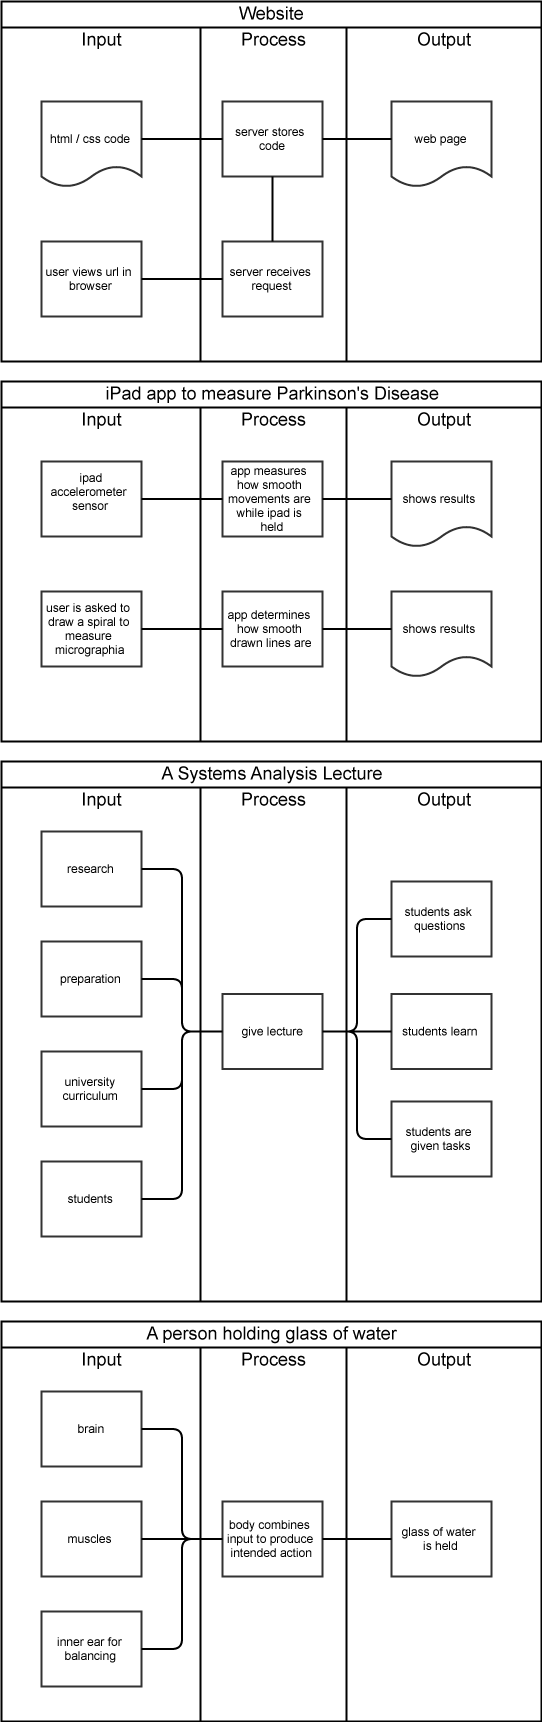 Website
Input
Process
Output
html / css code
server stores
code
web page
user views url in
browser
server receives
request
iPad app to measure Parkinson's Disease
Input
Process
Output
ipad
accelerometer
sensor
app measures
how smooth
movements are
while ipad is
held
shows results
user is asked to
draw a spiral to
measure
micrographia
app determines
how smooth
drawn lines are
shows results
A Systems Analysis Lecture
Input
Process
Output
research
preparation
university
curriculum
students
give lecture
students ask
questions
students learn
students are
given tasks
A person holding glass of water
Input
Process
Output
brain
muscles
inner ear for
balancing
body combines
input to produce
intended action
glass of water
is held